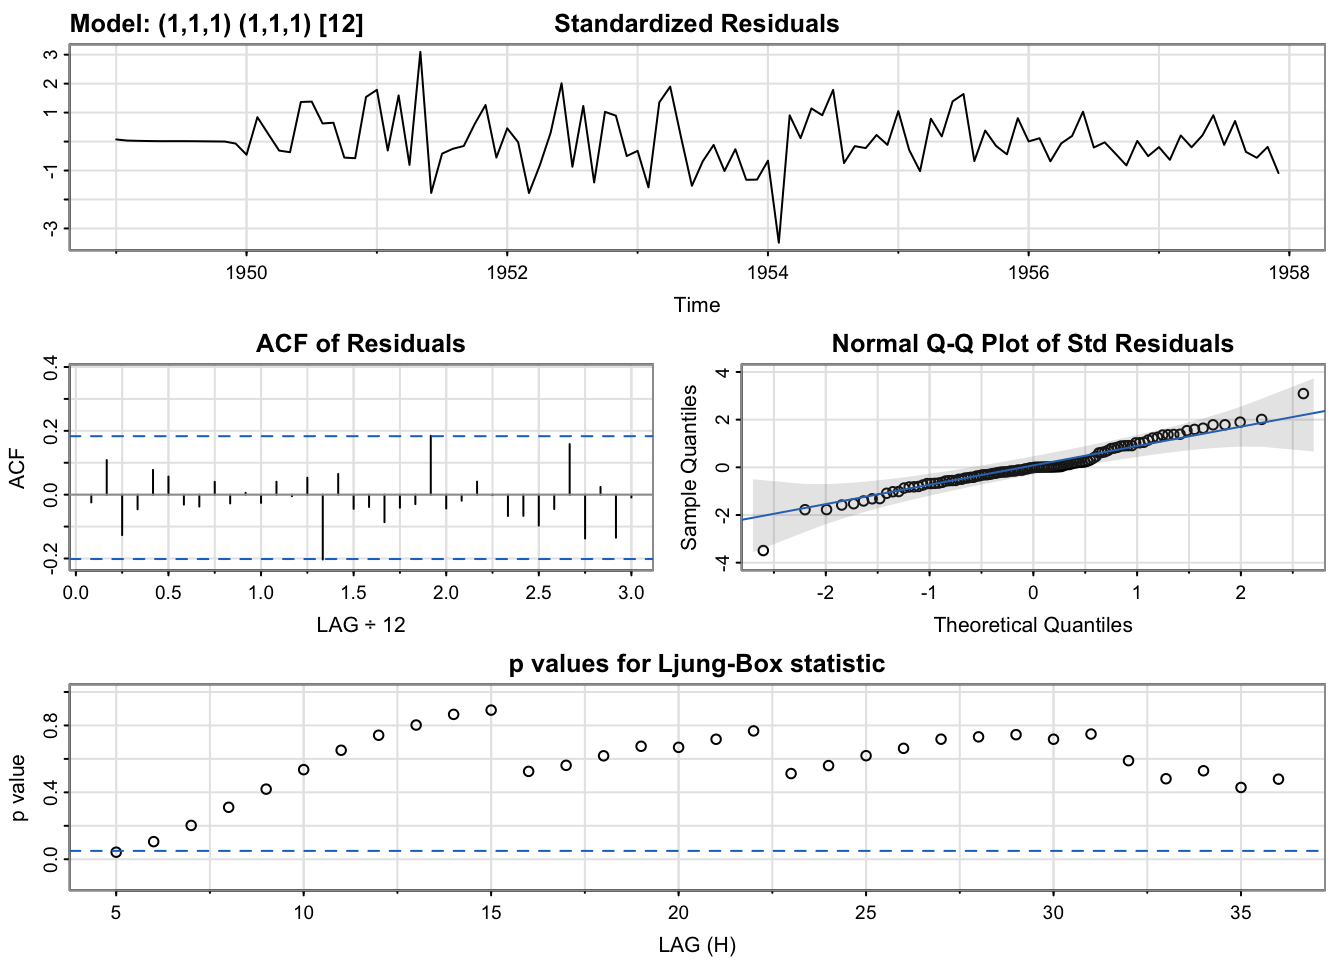 Model: (1,1,1) (1,1,1) [12]
Standardized Residuals
3
2
1
-1
-3
1950 1952 1954 1956 1958
Time
ACF of Residuals
ACF
0.4
0.2
0.0
-0.2
0.0 0.5 1.0 1.5 2.0 2.5 3.0
LAG ÷ 12
Normal Q-Q Plot of Std Residuals
Sample Quantiles
4
2
0
-2
-4
-2 -1 0 1 2
Theoretical Quantiles
p values for Ljung-Box statistic
p value
0.8
0.4
0.0
5 10 15 20 25 30 35
LAG (H)